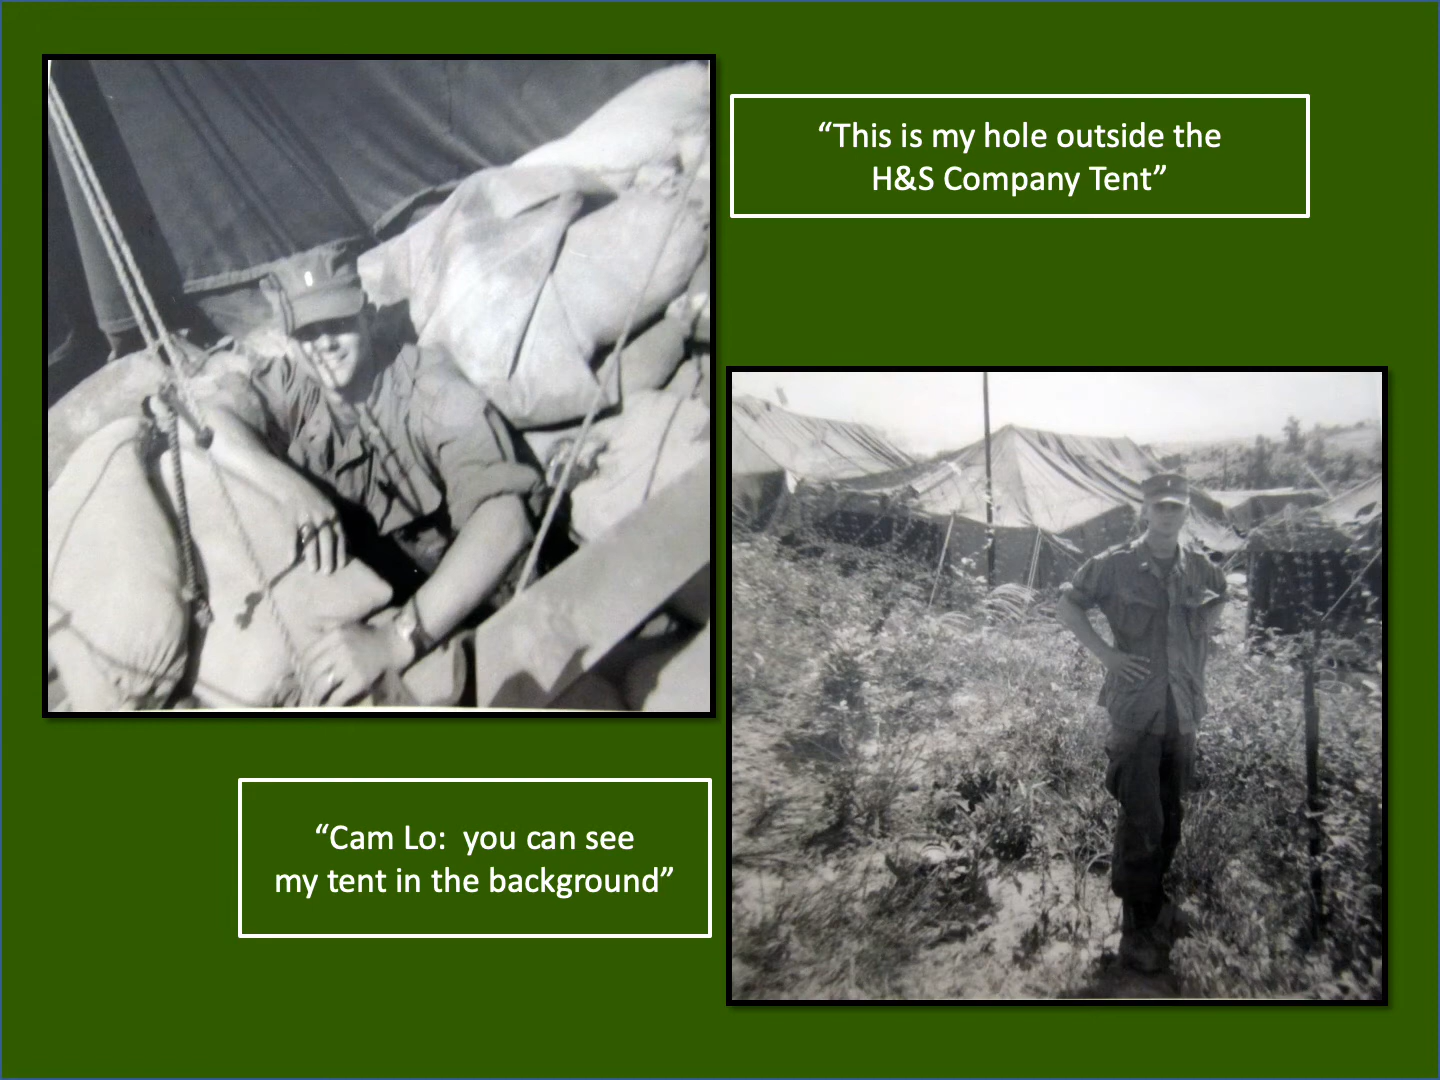 “This is my hole outside the
H&S Company Tent”
“Cam Lo:  you can see
my tent in the background”